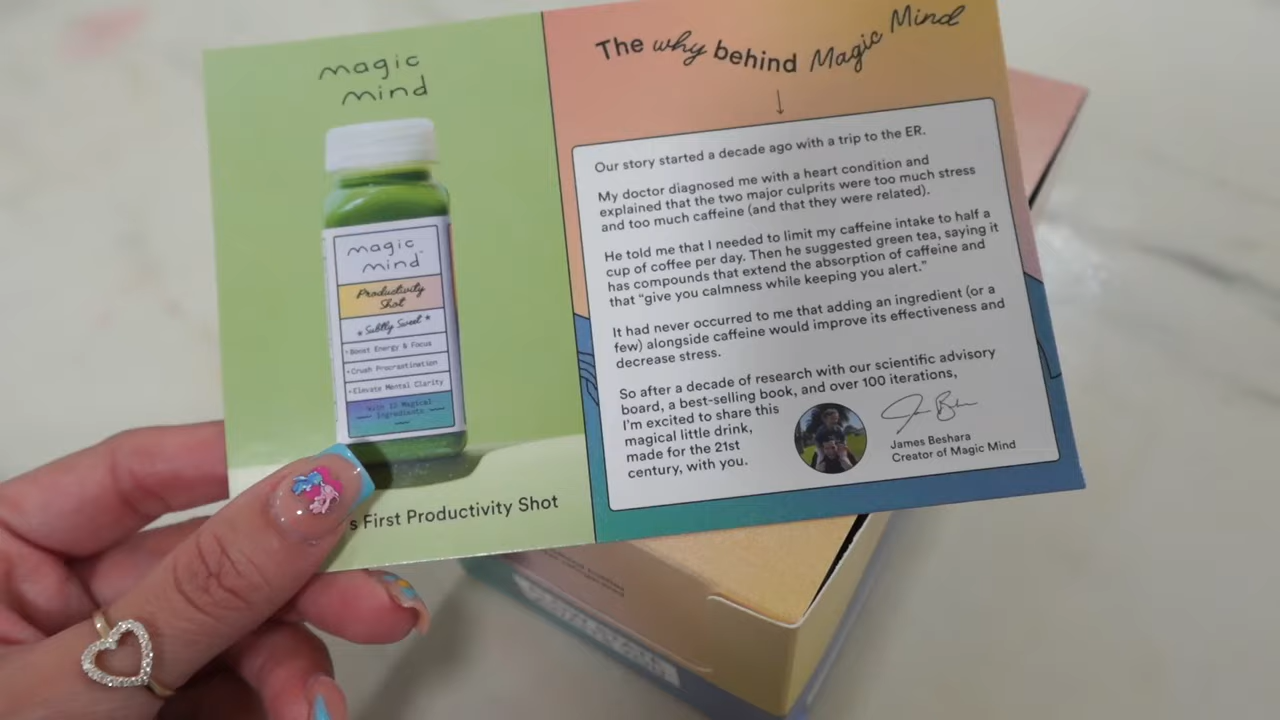 magic
mind
magic
mind
Productivity
Shot
Subtly Sweet
Boost Energy & Focus
Crush Procrastination
Elevate Mental Clarity
With 12 Magical
Ingredients
s First Productivity Shot
The why behind Magic Mind
Our story started a decade ago with a trip to the ER.
My doctor diagnosed me with a heart condition and
explained that the two major culprits were too much stress
and too much caffeine (and that they were related).
He told me that I needed to limit my caffeine intake to half a
cup of coffee per day. Then he suggested green tea, saying it
has compounds that extend the absorption of caffeine and
that "give you calmness while keeping you alert."
It had never occurred to me that adding an ingredient (or a
few) alongside caffeine would improve its effectiveness and
decrease stress.
So after a decade of research with our scientific advisory
board, a best-selling book, and over 100 iterations,
I'm excited to share this
magical little drink,
made for the 21st
century, with you.
James Beshara
Creator of Magic Mind